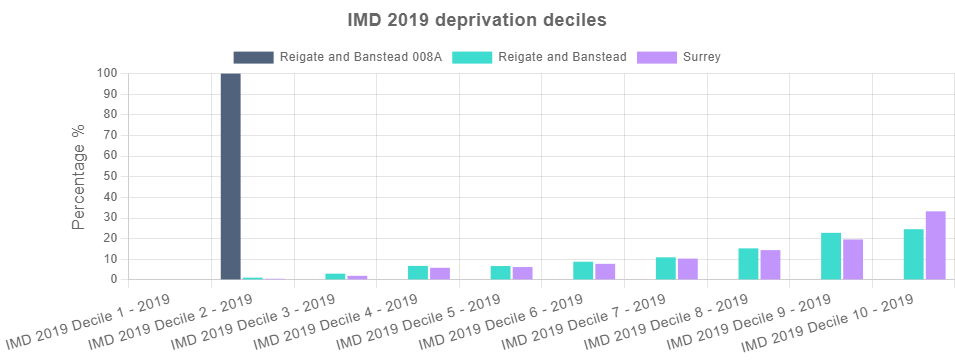 IMD 2019 deprivation deciles
Reigate and Banstead 008A Reigate and Banstead Surrey
Percentage %
100
90
80
70
60
50
40
30
20
10
0
IMD 2019 Decile 1 - 2019
IMD 2019 Decile 2 - 2019
IMD 2019 Decile 3 - 2019
IMD 2019 Decile 4 - 2019
IMD 2019 Decile 5 - 2019
IMD 2019 Decile 6 - 2019
IMD 2019 Decile 7 - 2019
IMD 2019 Decile 8 - 2019
IMD 2019 Decile 9 - 2019
IMD 2019 Decile 10 - 2019